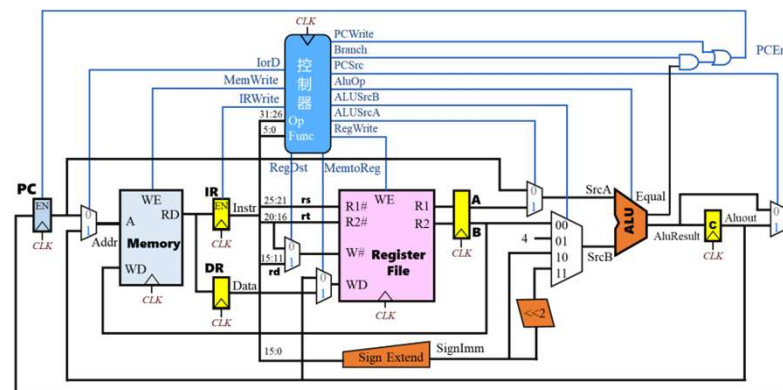 CLK
PCWrite
Branch
PCSrc
AluOp
ALUSrcB
ALUSrcA
RegWrite
PCEn
IorD
MemWrite
IRWrite
控制器
31:26
Op
5:0
Func
RegDst
MemtoReg
PC
EN
CLK
0
1
Addr
A
WE
RD
Memory
WD
CLK
IR
EN
Instr
CLK
DR
Data
CLK
25:21
rs
20:16
rt
15:11
rd
15:0
0
1
0
1
R1#
R2#
W#
WD
WE
R1
R2
Register
File
CLK
A
B
CLK
0
1
SrcA
4
00
01
10
11
SrcB
<<2
Sign Extend
SignImm
ALU
Equal
AluResult
C
CLK
Aluout
0
1